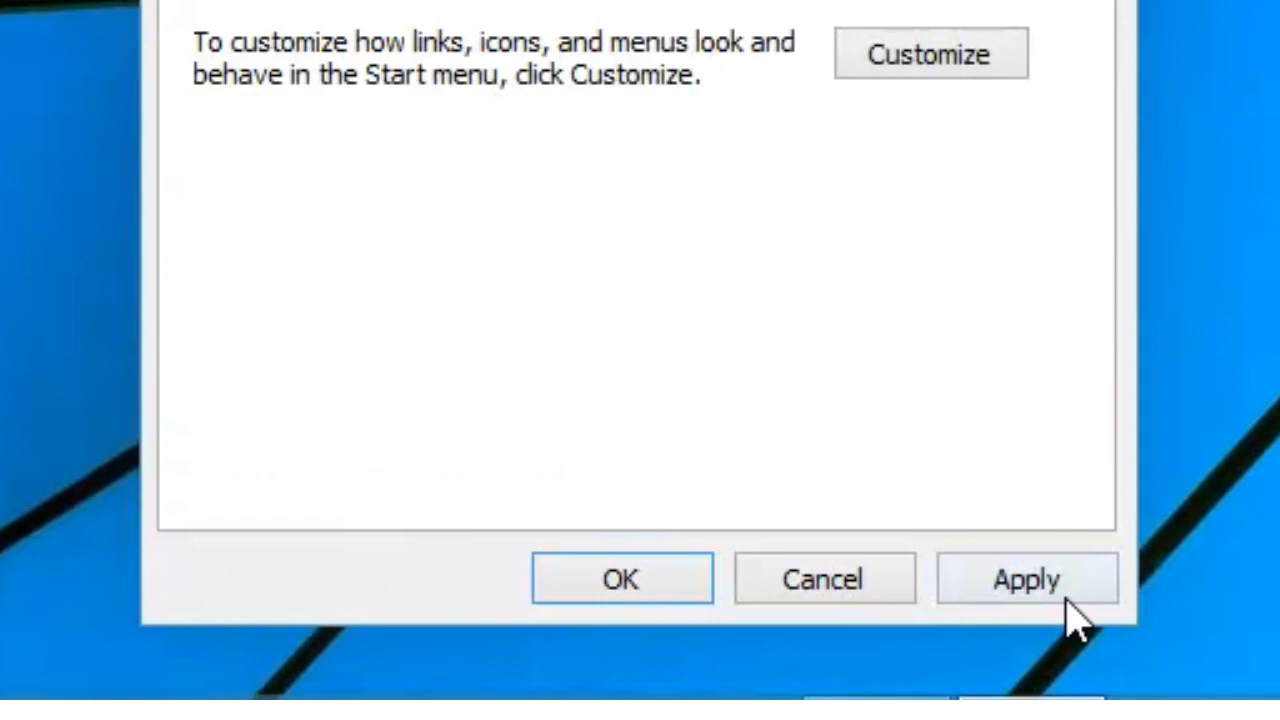 To customize how links, icons, and menus look and
behave in the Start menu, click Customize.
Customize
OK
Cancel
Apply